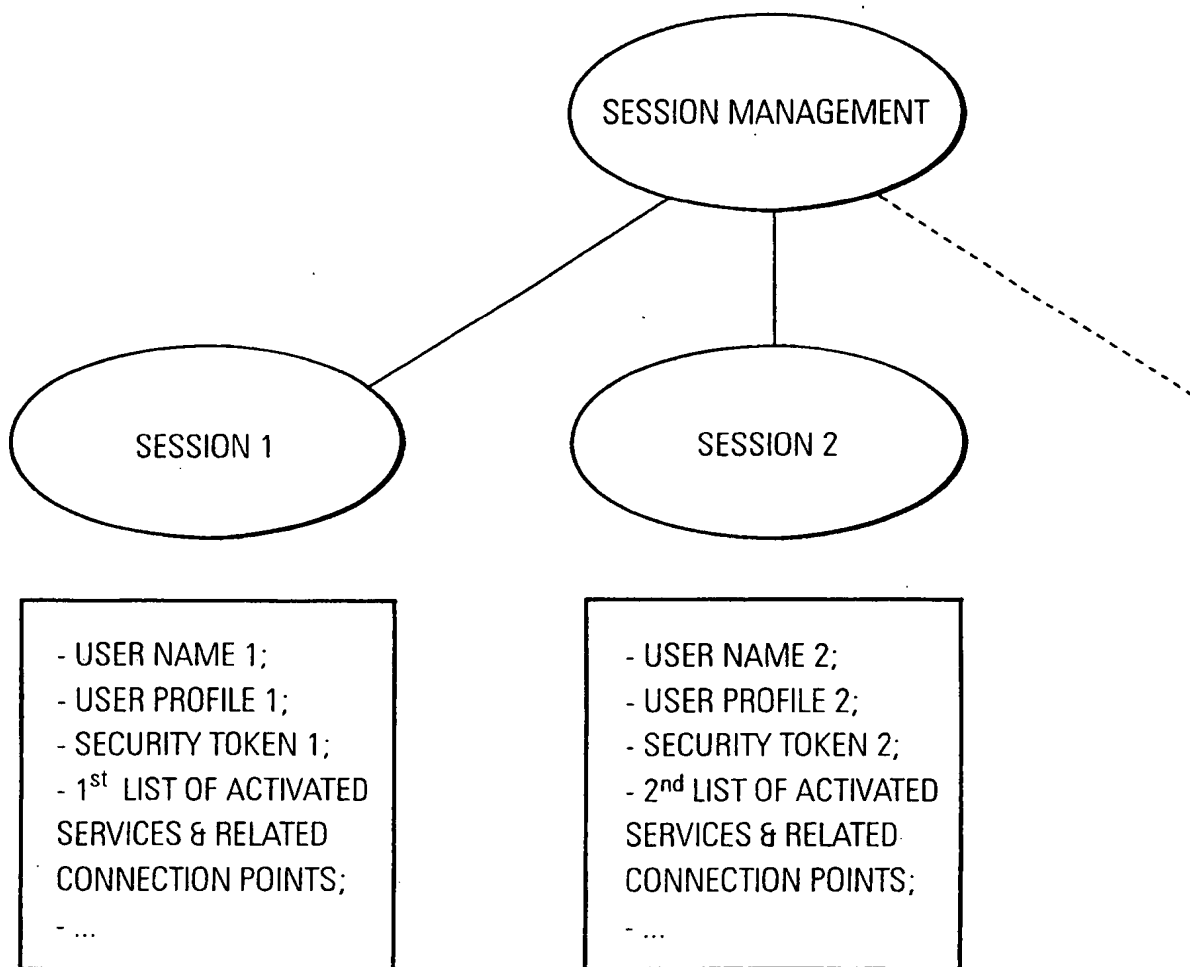 SESSION MANAGEMENT
SESSION 1
SESSION 2
- USER NAME 1;
- USER PROFILE 1;
- SECURITY TOKEN 1;
- 1st LIST OF ACTIVATED
SERVICES & RELATED
CONNECTION POINTS;
- ...
- USER NAME 2;
- USER PROFILE 2;
- SECURITY TOKEN 2;
- 2nd LIST OF ACTIVATED
SERVICES & RELATED
CONNECTION POINTS;
- ...